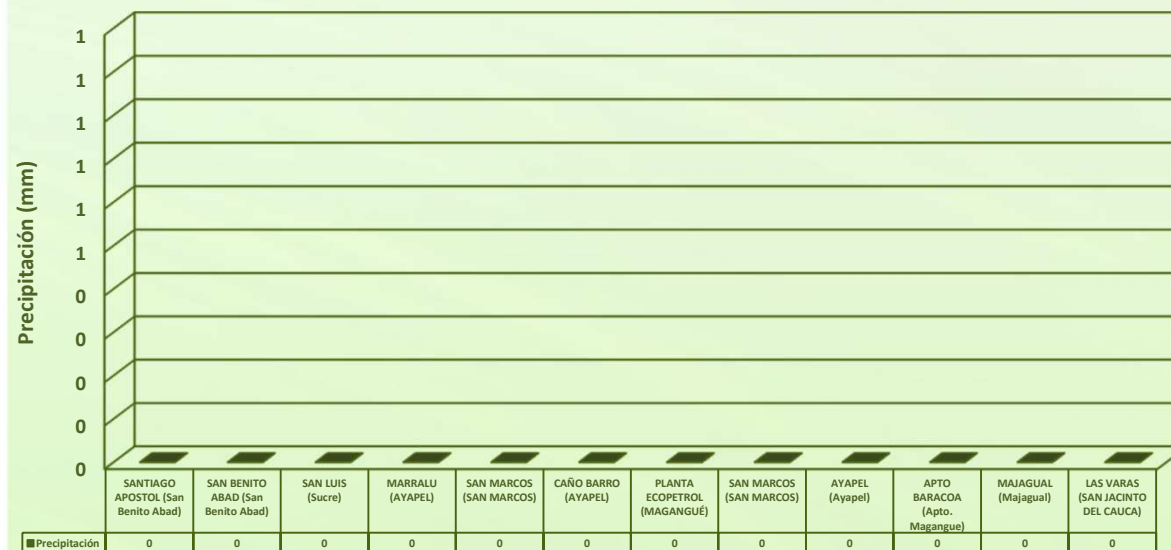 Precipitación (mm)
1
1
1
1
1
1
0
0
0
0
0
SANTIAGO APOSTOL (San Benito Abad)
SAN BENITO ABAD (San Benito Abad)
SAN LUIS (Sucre)
MARRALU (AYAPEL)
SAN MARCOS (SAN MARCOS)
CAÑO BARRO (AYAPEL)
PLANTA ECOPETROL (MAGANGUÉ)
SAN MARCOS (SAN MARCOS)
AYAPEL (Ayapel)
APTO BARACOA (Apto. Magangue)
MAJAGUAL (Majagual)
LAS VARAS (SAN JACINTO DEL CAUCA)
Precipitación 0 0 0 0 0 0 0 0 0 0 0 0